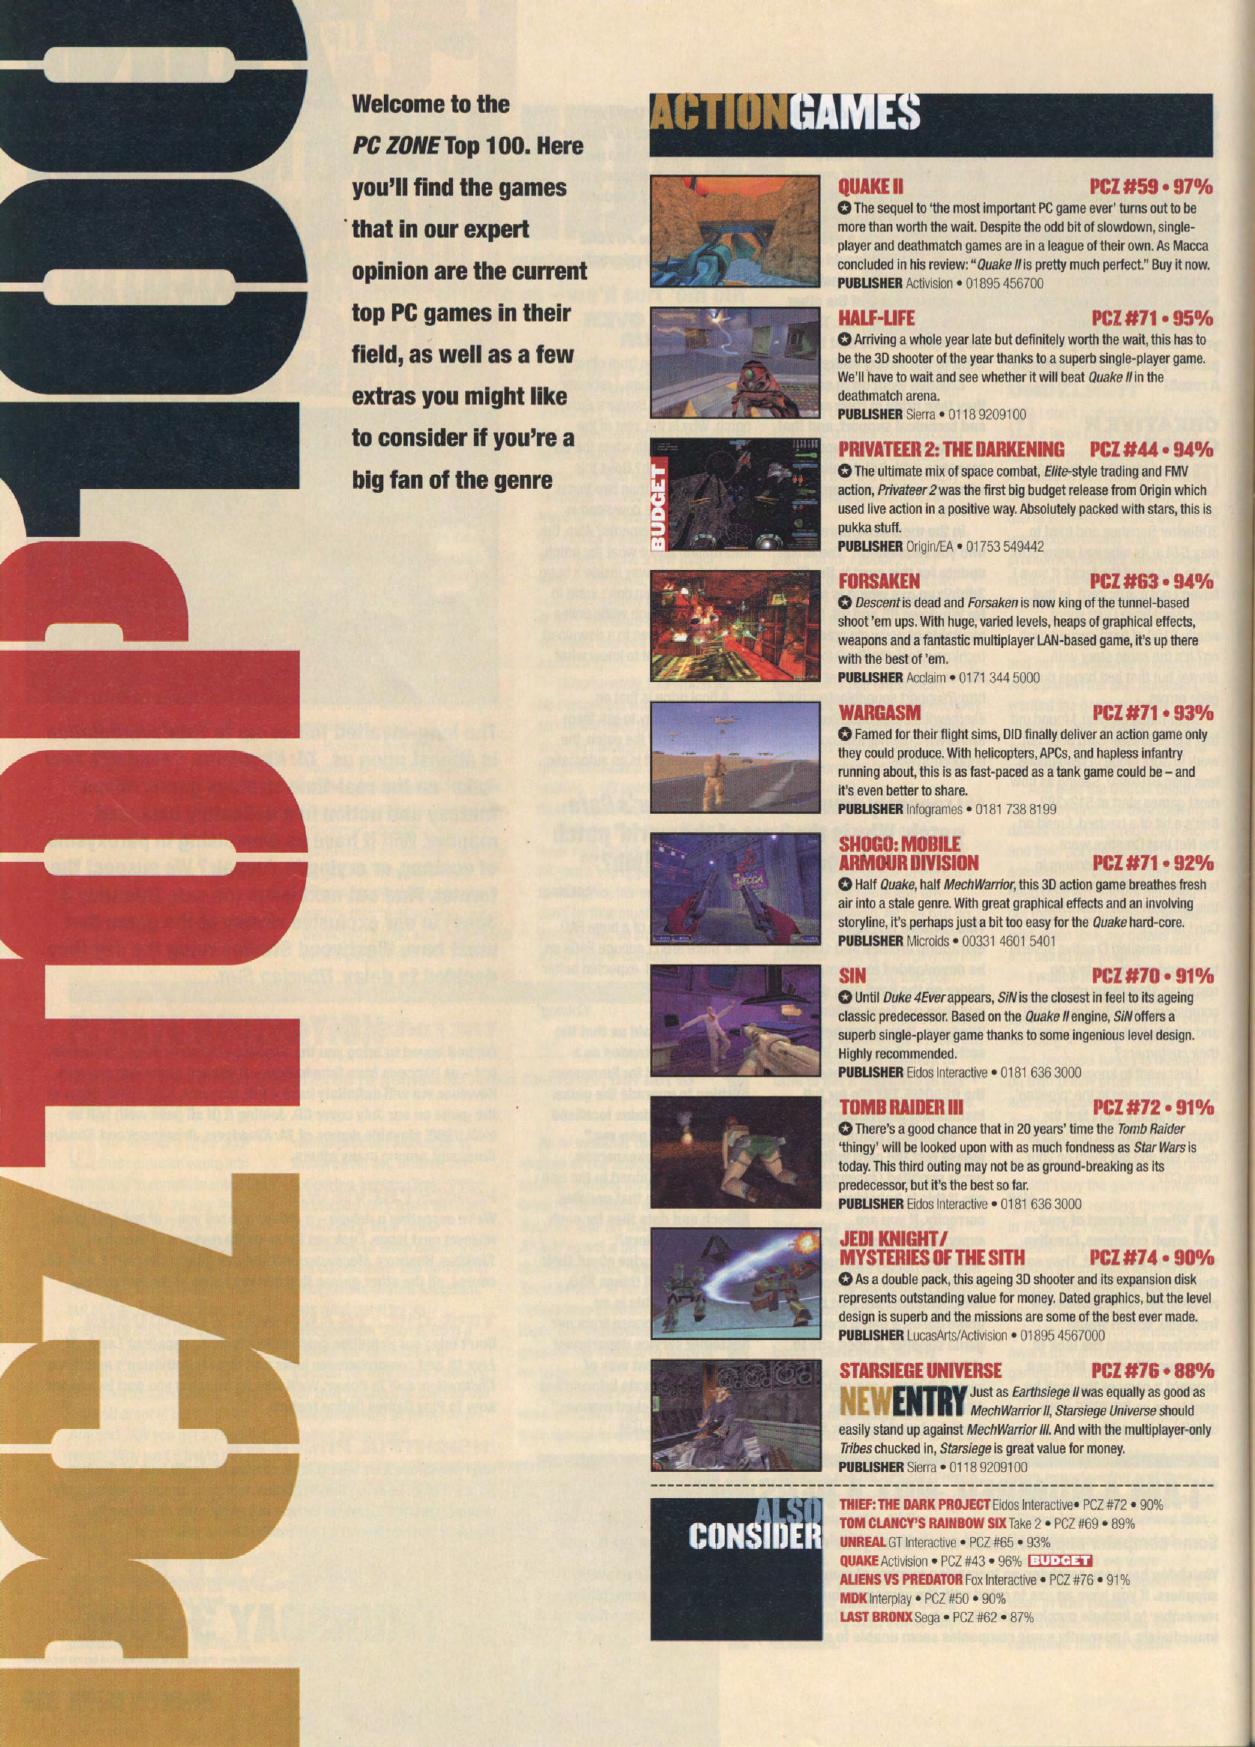 PCZ TOP 100
Welcome to the
PC ZONE Top 100. Here
you'll find the games
that in our expert
opinion are the current
top PC games in their
field, as well as a few
extras you might like
to consider if you're a
big fan of the genre
ACTIONGAMES
QUAKE II PCZ #59 • 97%
✪ The sequel to 'the most important PC game ever' turns out to be
more than worth the wait. Despite the odd bit of slowdown, single-
player and deathmatch games are in a league of their own. As Macca
concluded in his review: "Quake II is pretty much perfect." Buy it now.
PUBLISHER Activision • 01895 456700
HALF-LIFE PCZ #71 • 95%
✪ Arriving a whole year late but definitely worth the wait, this has to
be the 3D shooter of the year thanks to a superb single-player game.
We'll have to wait and see whether it will beat Quake II in the
deathmatch arena.
PUBLISHER Sierra • 0118 9209100
BUDGET
PRIVATEER 2: THE DARKENING PCZ #44 • 94%
✪ The ultimate mix of space combat, Elite-style trading and FMV
action, Privateer 2 was the first big budget release from Origin which
used live action in a positive way. Absolutely packed with stars, this is
pukka stuff.
PUBLISHER Origin/EA • 01753 549442
FORSAKEN PCZ #63 • 94%
✪ Descent is dead and Forsaken is now king of the tunnel-based
shoot 'em ups. With huge, varied levels, heaps of graphical effects,
weapons and a fantastic multiplayer LAN-based game, it's up there
with the best of 'em.
PUBLISHER Acclaim • 0171 344 5000
WARGASM PCZ #71 • 93%
✪ Famed for their flight sims, DID finally deliver an action game only
they could produce. With helicopters, APCs, and hapless infantry
running about, this is as fast-paced as a tank game could be – and
it's even better to share.
PUBLISHER Infogrames • 0181 738 8199
SHOGO: MOBILE
ARMOUR DIVISION PCZ #71 • 92%
✪ Half Quake, half MechWarrior, this 3D action game breathes fresh
air into a stale genre. With great graphical effects and an involving
storyline, it's perhaps just a bit too easy for the Quake hard-core.
PUBLISHER Microids • 00331 4601 5401
SIN PCZ #70 • 91%
✪ Until Duke 4Ever appears, SiN is the closest in feel to its ageing
classic predecessor. Based on the Quake II engine, SiN offers a
superb single-player game thanks to some ingenious level design.
Highly recommended.
PUBLISHER Eidos Interactive • 0181 636 3000
TOMB RAIDER III PCZ #72 • 91%
✪ There's a good chance that in 20 years' time the Tomb Raider
'thingy' will be looked upon with as much fondness as Star Wars is
today. This third outing may not be as ground-breaking as its
predecessor, but it's the best so far.
PUBLISHER Eidos Interactive • 0181 636 3000
JEDI KNIGHT/
MYSTERIES OF THE SITH PCZ #74 • 90%
✪ As a double pack, this ageing 3D shooter and its expansion disk
represents outstanding value for money. Dated graphics, but the level
design is superb and the missions are some of the best ever made.
PUBLISHER LucasArts/Activision • 01895 4567000
STARSIEGE UNIVERSE PCZ #76 • 88%
NEWENTRY Just as Earthsiege II was equally as good as
MechWarrior II, Starsiege Universe should
easily stand up against MechWarrior III. And with the multiplayer-only
Tribes chucked in, Starsiege is great value for money.
PUBLISHER Sierra • 0118 9209100
ALSO
CONSIDER
THIEF: THE DARK PROJECT Eidos Interactive• PCZ #72 • 90%
TOM CLANCY'S RAINBOW SIX Take 2 • PCZ #69 • 89%
UNREAL GT Interactive • PCZ #65 • 93%
QUAKE Activision • PCZ #43 • 96% BUDGET
ALIENS VS PREDATOR Fox Interactive • PCZ #76 • 91%
MDK Interplay • PCZ #50 • 90%
LAST BRONX Sega • PCZ #62 • 87%